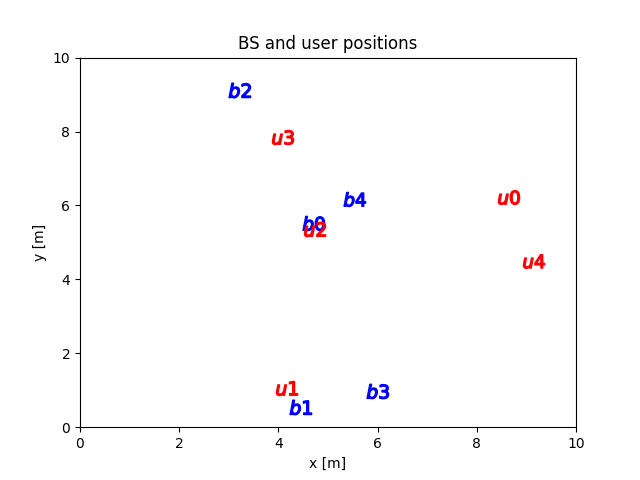 BS and user positions
10
b2
8
u3
6
b4
u0
b0
u2
u4
y [m]
4
2
u1
b3
b1
0
0 2 4 6 8 10
x [m]